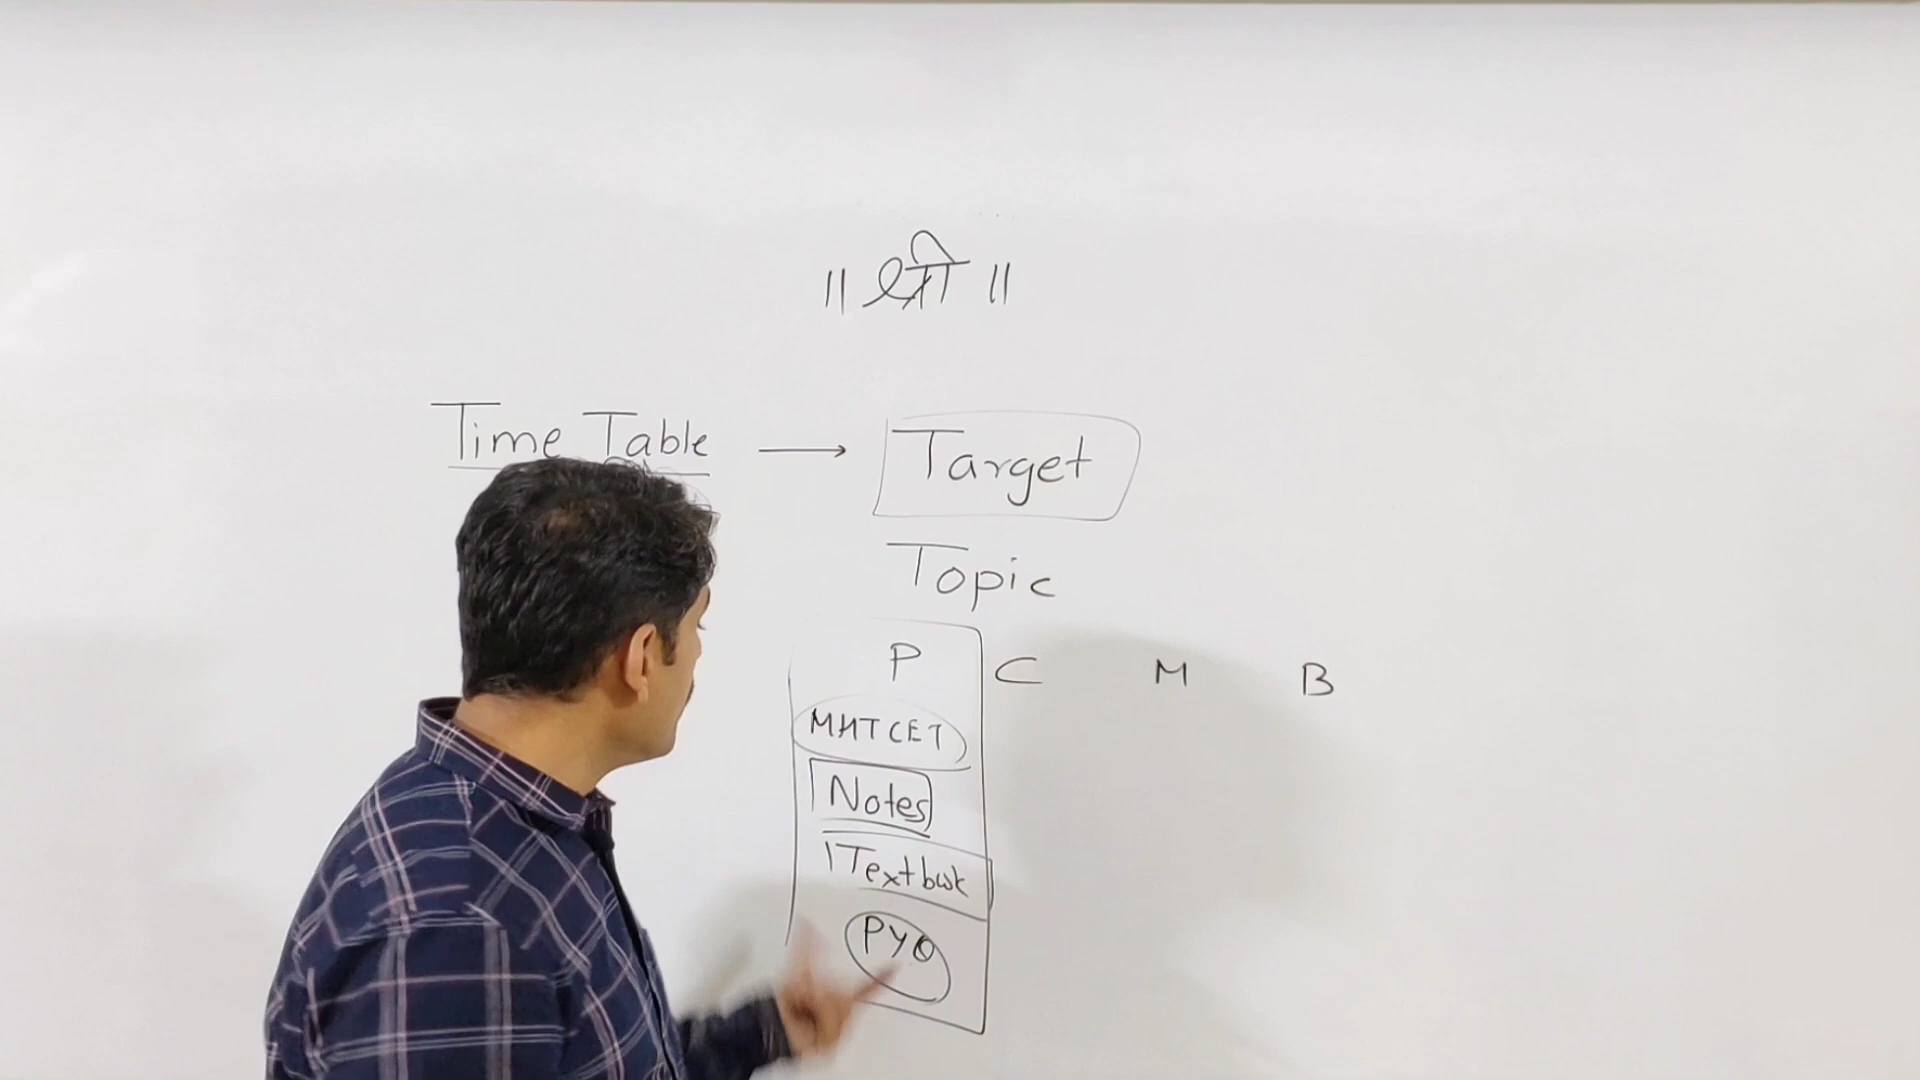 ॥ श्री ॥
Time Table → Target
Topic
P C M B
MHTCET
Notes
Textbook
PYQ